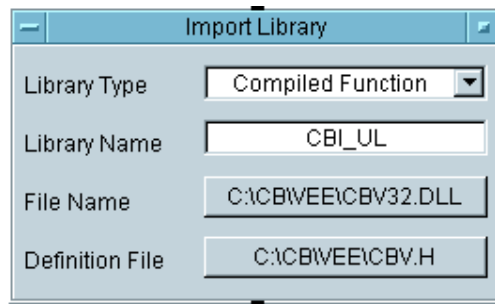 Import Library
Library Type Compiled Function
Library Name CBI_UL
File Name C:\CB\VEE\CBV32.DLL
Definition File C:\CB\VEE\CBV.H